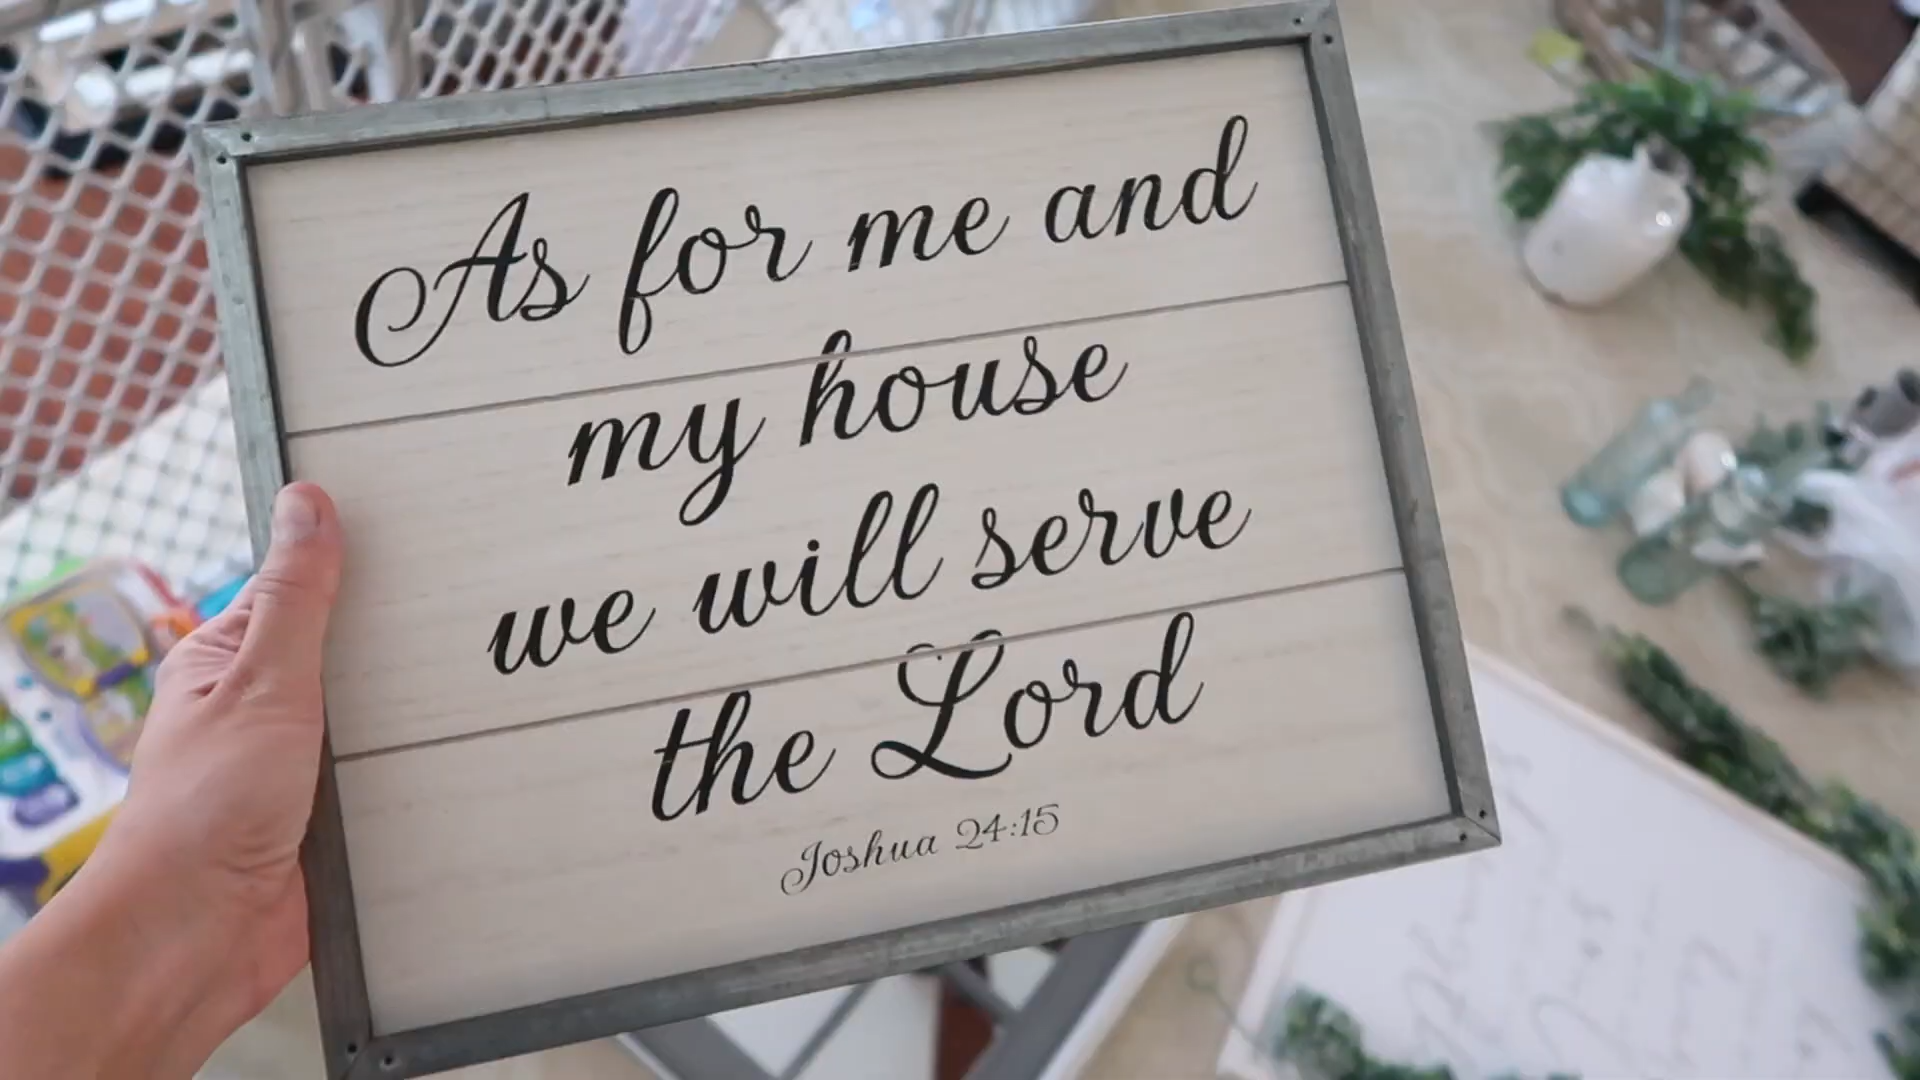 As for me and
my house
we will serve
the Lord
Joshua 24:15